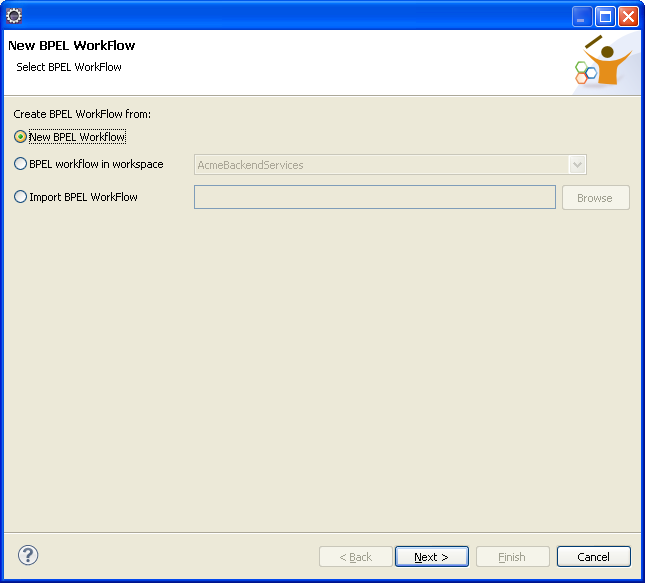 New BPEL WorkFlow
Select BPEL WorkFlow
Create BPEL WorkFlow from:
New BPEL Workflow
BPEL workflow in workspace AcmeBackendServices
Import BPEL WorkFlow Browse
? < Back Next > Finish Cancel